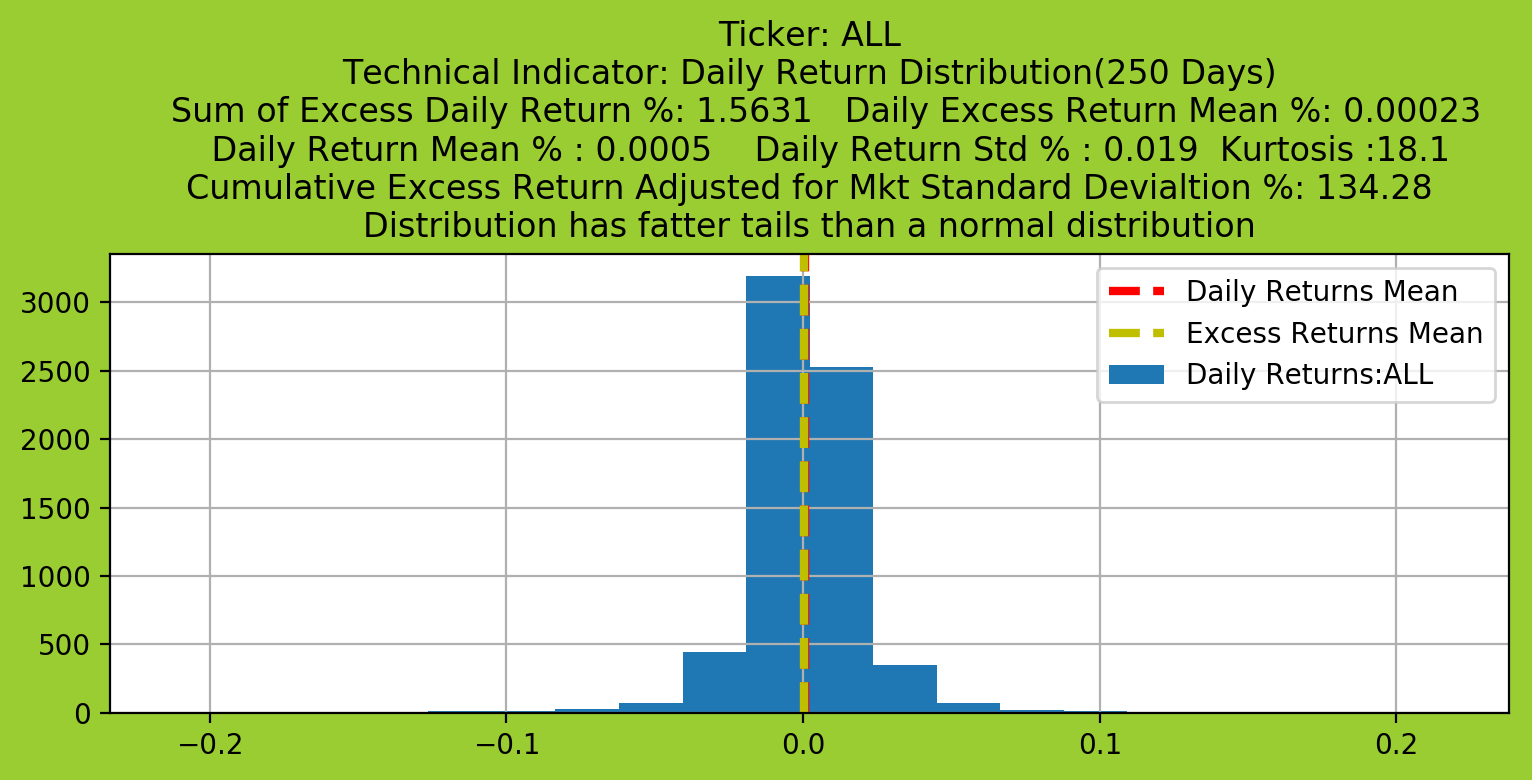 Ticker: ALL
Technical Indicator: Daily Return Distribution(250 Days)
Sum of Excess Daily Return %: 1.5631   Daily Excess Return Mean %: 0.00023
Daily Return Mean % : 0.0005    Daily Return Std % : 0.019  Kurtosis :18.1
Cumulative Excess Return Adjusted for Mkt Standard Devialtion %: 134.28
Distribution has fatter tails than a normal distribution
Daily Returns Mean
Excess Returns Mean
Daily Returns:ALL
3000
2500
2000
1500
1000
500
0
−0.2
−0.1
0.0
0.1
0.2